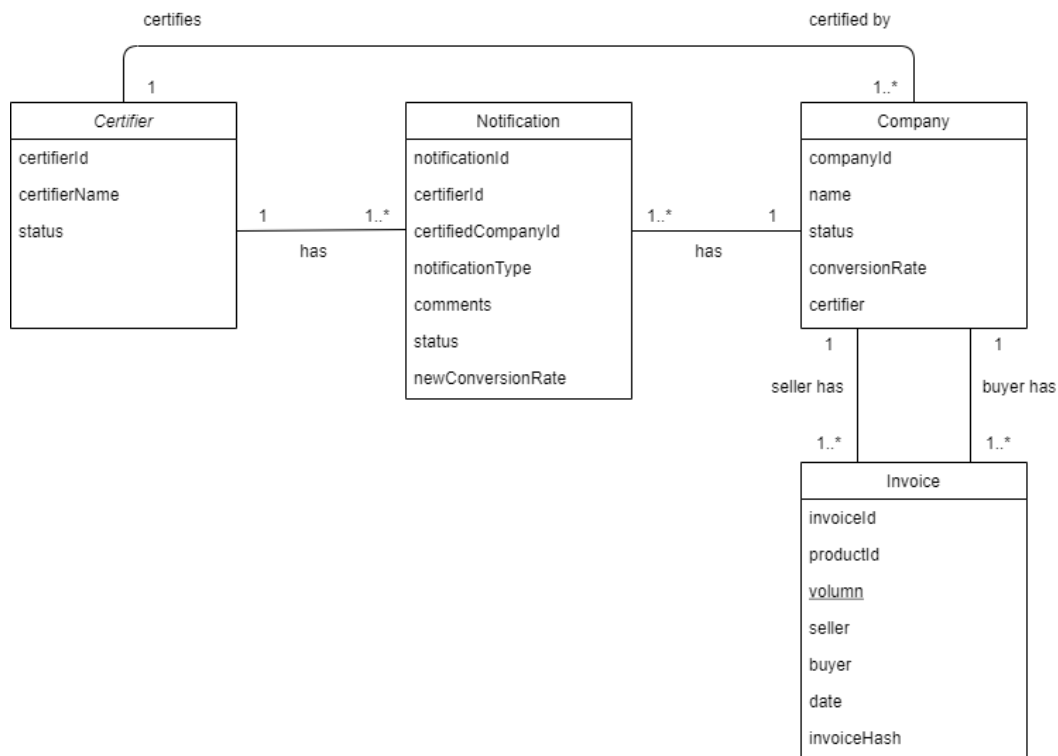 certifies
certified by
1
1..*
Certifier
certifierId
certifierName
status
1
1..*
has
Notification
notificationId
certifierId
certifiedCompanyId
notificationType
comments
status
newConversionRate
1..*
1
has
Company
companyId
name
status
conversionRate
certifier
1
1
seller has
buyer has
1..*
1..*
Invoice
invoiceId
productId
volumn
seller
buyer
date
invoiceHash